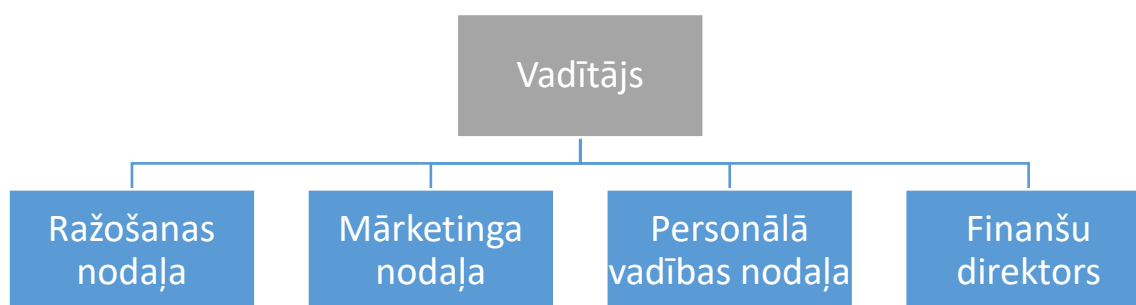 Vadītājs
Ražošanas
nodaļa
Mārketinga
nodaļa
Personālā
vadības nodaļa
Finanšu
direktors